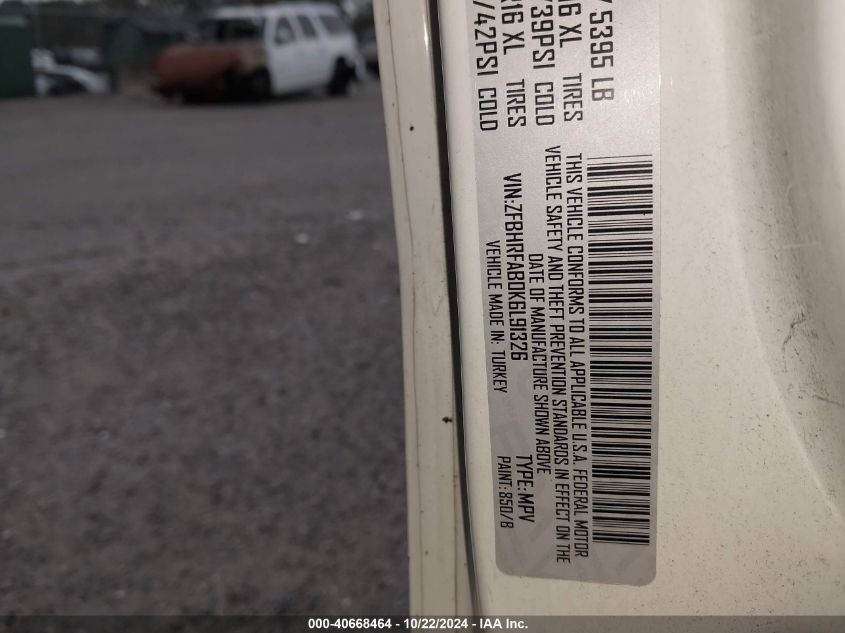 5395 LB
16 XL TIRES
39PSI COLD
R16 XL TIRES
/42PSI COLD
THIS VEHICLE CONFORMS TO ALL APPLICABLE U.S.A. FEDERAL MOTOR
VEHICLE SAFETY AND THEFT PREVENTION STANDARDS IN EFFECT ON THE
DATE OF MANUFACTURE SHOWN ABOVE
VIN:ZFBHRFAB0K6L91326 TYPE:MPV
VEHICLE MADE IN: TURKEY PAINT:850/B
000-40668464 - 10/22/2024 - IAA Inc.